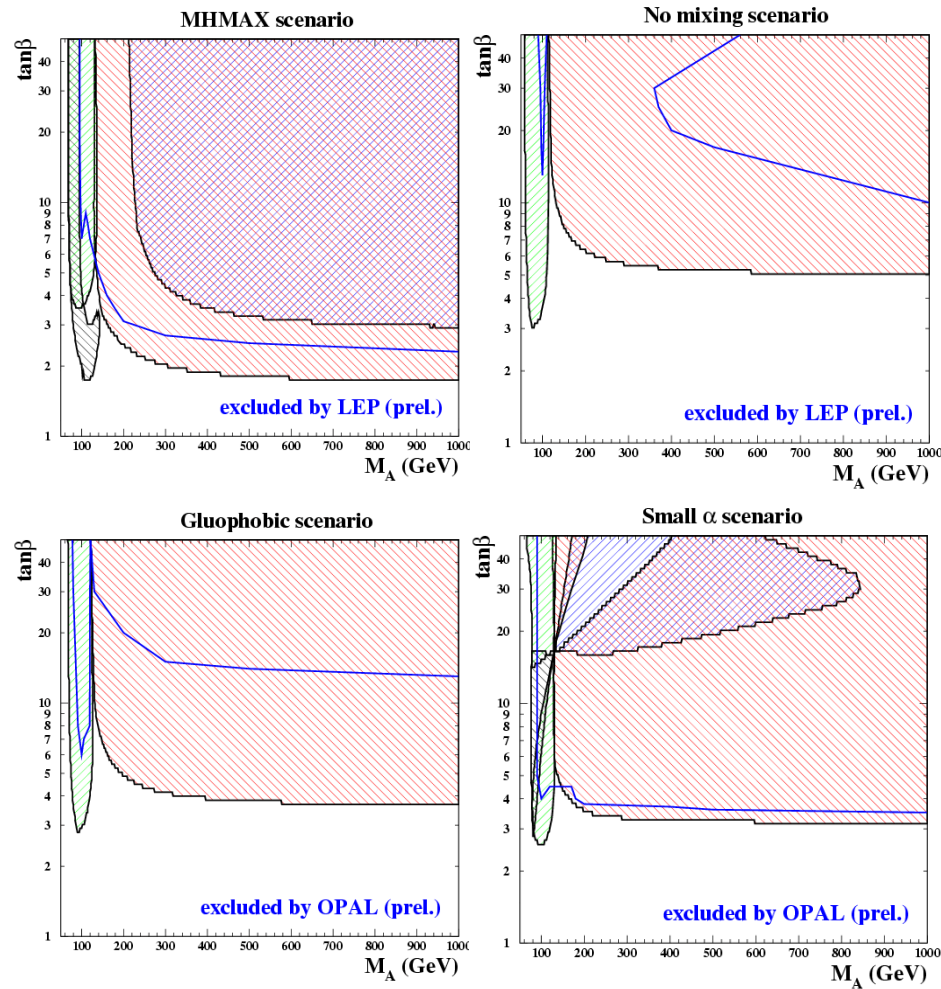 MHMAX scenario
tanβ
40
30
20
10
9
8
7
6
5
4
3
2
1
excluded by LEP (prel.)
100 200 300 400 500 600 700 800 900 1000
M_A (GeV)
No mixing scenario
tanβ
40
30
20
10
9
8
7
6
5
4
3
2
1
excluded by LEP (prel.)
100 200 300 400 500 600 700 800 900 1000
M_A (GeV)
Gluophobic scenario
tanβ
40
30
20
10
9
8
7
6
5
4
3
2
1
excluded by OPAL (prel.)
100 200 300 400 500 600 700 800 900 1000
M_A (GeV)
Small α scenario
tanβ
40
30
20
10
9
8
7
6
5
4
3
2
1
excluded by OPAL (prel.)
100 200 300 400 500 600 700 800 900 1000
M_A (GeV)